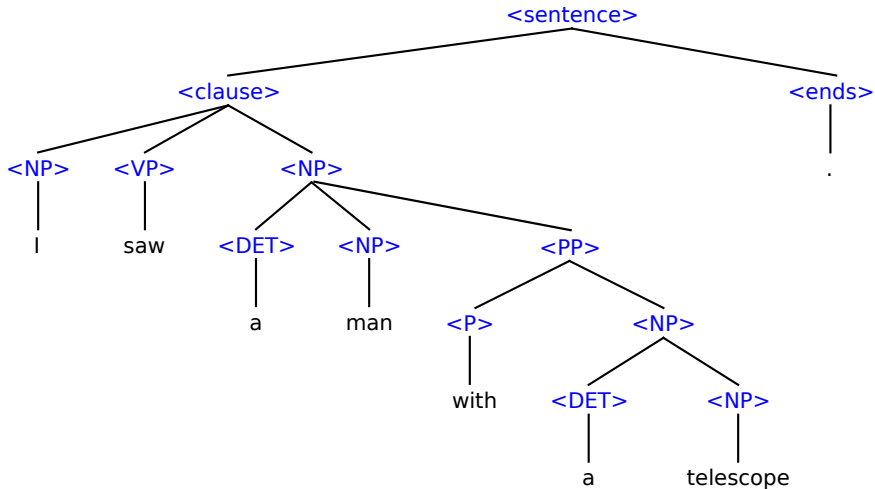 <sentence>
<clause> <ends>
<NP> <VP> <NP> .
I saw <DET> <NP> <PP>
a man <P> <NP>
with <DET> <NP>
a telescope